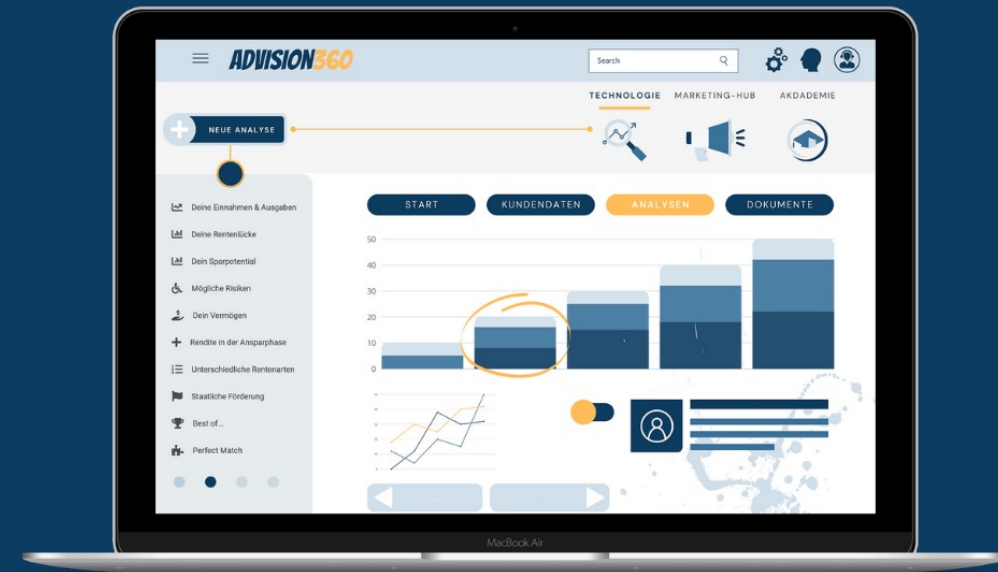 ADVISION360
Search
TECHNOLOGIE
MARKETING-HUB
AKDADEMIE
NEUE ANALYSE
Deine Einnahmen & Ausgaben
Deine Rentenlücke
Dein Sparpotential
Mögliche Risiken
Dein Vermögen
Rendite in der Ansparphase
Unterschiedliche Rentenarten
Staatliche Förderung
Best of...
Perfect Match
START
KUNDENDATEN
ANALYSEN
DOKUMENTE
50
40
30
20
10
0
MacBook Air